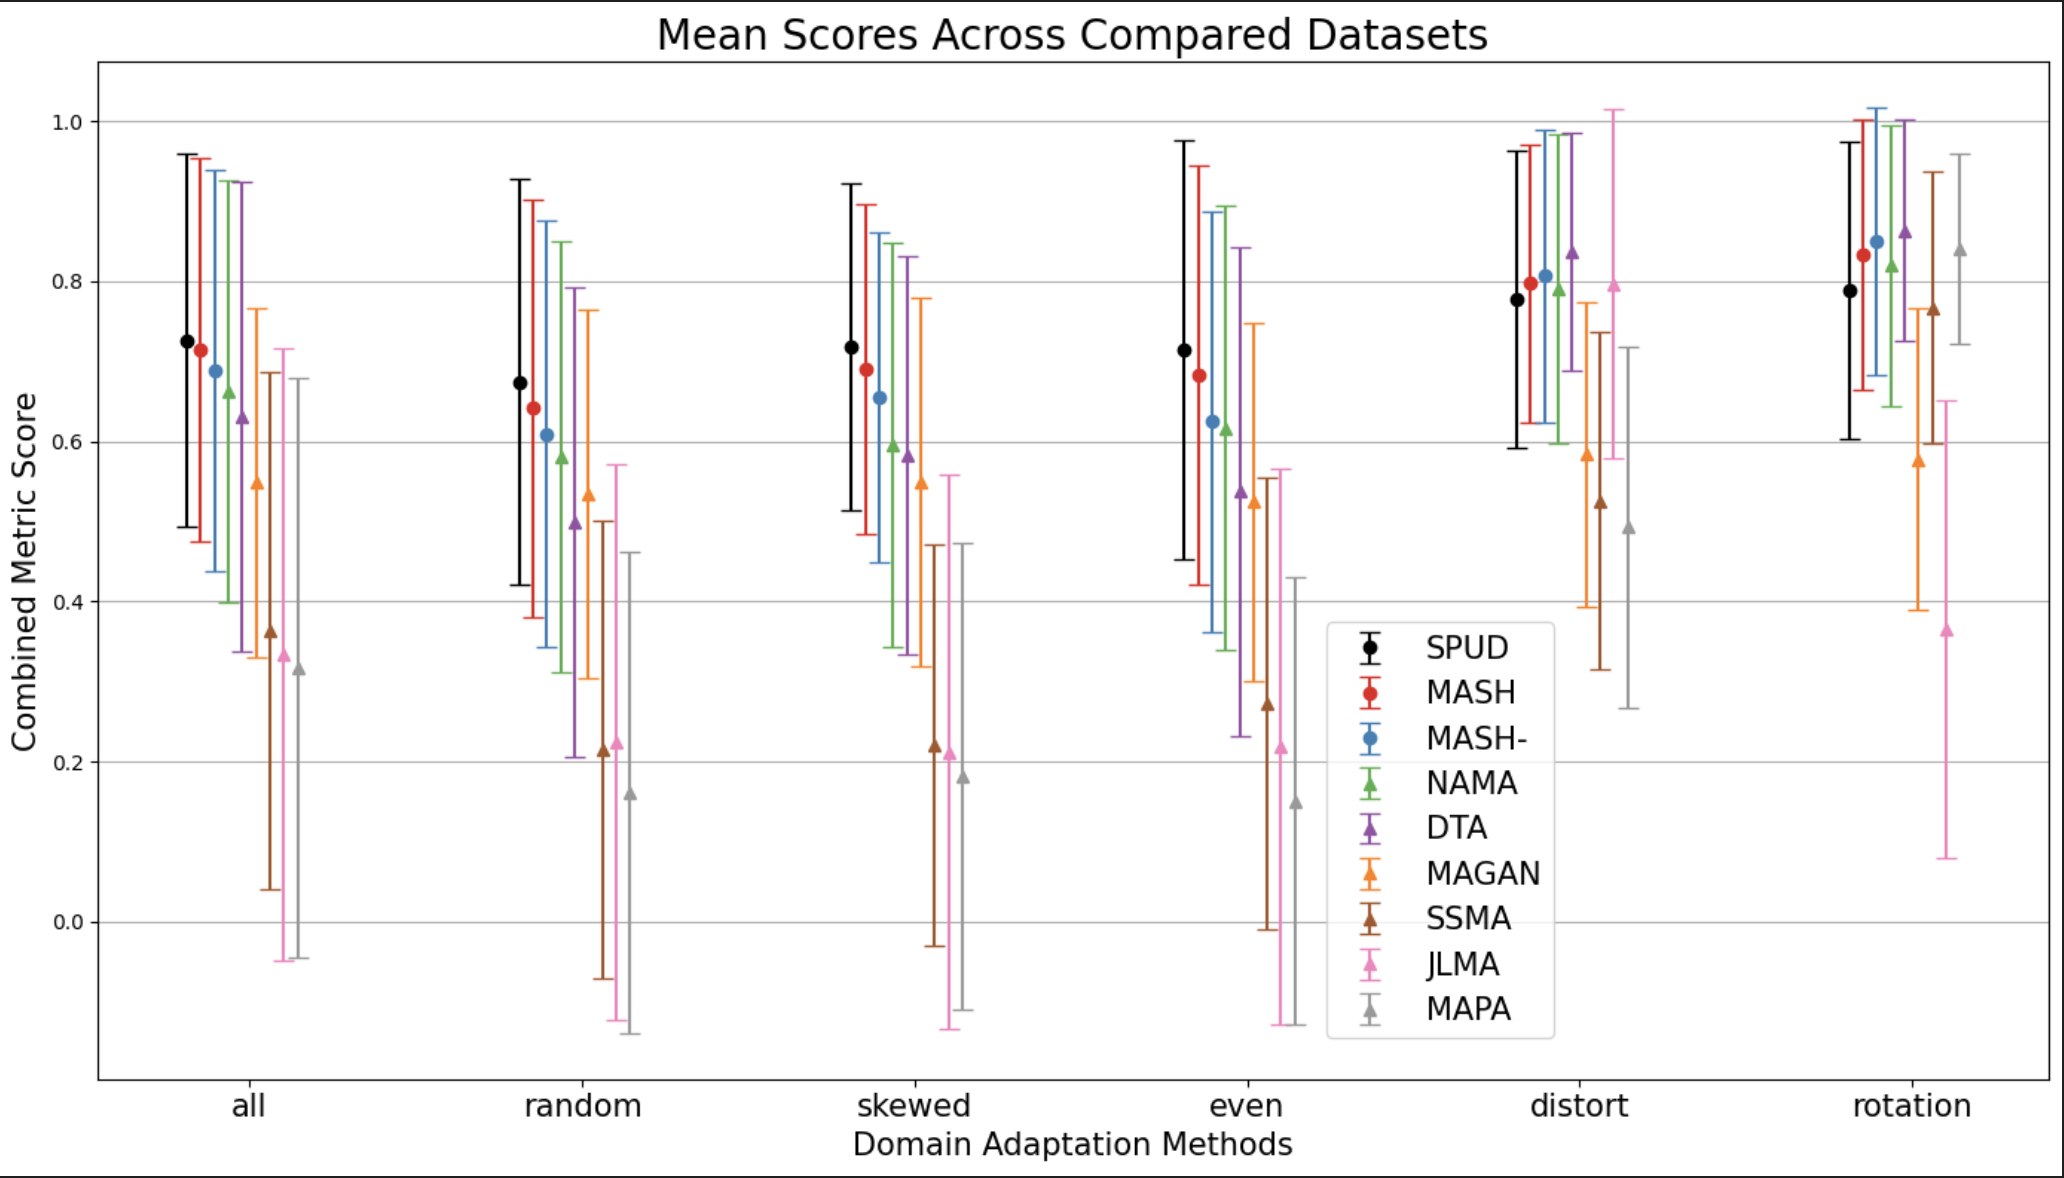 Mean Scores Across Compared Datasets
Combined Metric Score
1.0
0.8
0.6
0.4
0.2
0.0
SPUD
MASH
MASH-
NAMA
DTA
MAGAN
SSMA
JLMA
MAPA
all random skewed even distort rotation
Domain Adaptation Methods